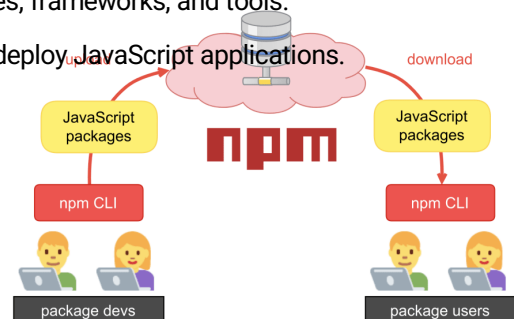 es, frameworks, and tools.
deploy JavaScript applications.
upload
download
JavaScript
packages
JavaScript
packages
npm
npm CLI
npm CLI
package devs
package users